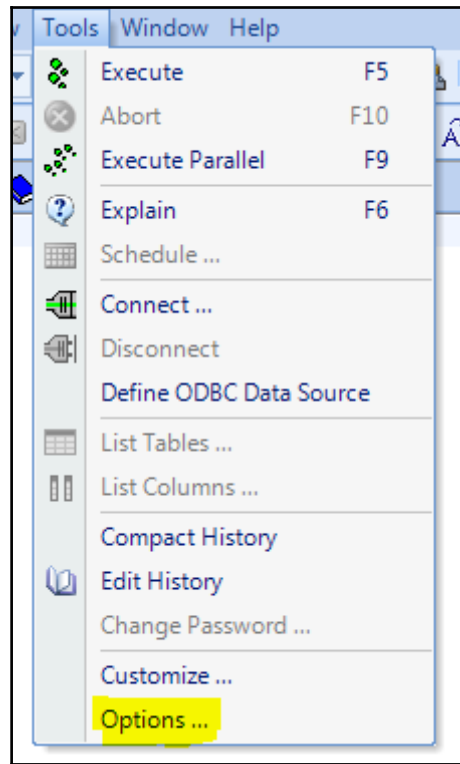 Tools Window Help
Execute F5
Abort F10
Execute Parallel F9
Explain F6
Schedule ...
Connect ...
Disconnect
Define ODBC Data Source
List Tables ...
List Columns ...
Compact History
Edit History
Change Password ...
Customize ...
Options ...